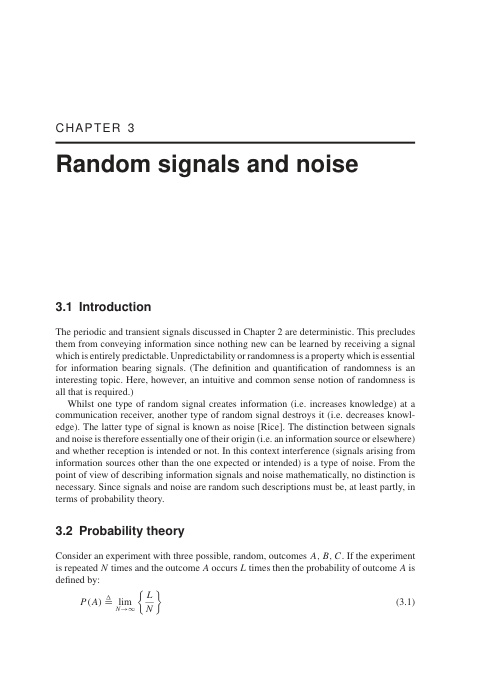 CHAPTER 3
Random signals and noise
3.1 Introduction
The periodic and transient signals discussed in Chapter 2 are deterministic. This precludes
them from conveying information since nothing new can be learned by receiving a signal
which is entirely predictable. Unpredictability or randomness is a property which is essential
for information bearing signals. (The definition and quantification of randomness is an
interesting topic. Here, however, an intuitive and common sense notion of randomness is
all that is required.)
Whilst one type of random signal creates information (i.e. increases knowledge) at a
communication receiver, another type of random signal destroys it (i.e. decreases knowl-
edge). The latter type of signal is known as noise [Rice]. The distinction between signals
and noise is therefore essentially one of their origin (i.e. an information source or elsewhere)
and whether reception is intended or not. In this context interference (signals arising from
information sources other than the one expected or intended) is a type of noise. From the
point of view of describing information signals and noise mathematically, no distinction is
necessary. Since signals and noise are random such descriptions must be, at least partly, in
terms of probability theory.
3.2 Probability theory
Consider an experiment with three possible, random, outcomes A, B, C. If the experiment
is repeated N times and the outcome A occurs L times then the probability of outcome A is
defined by:
P(A) ≜ lim N→∞ { L/N } (3.1)